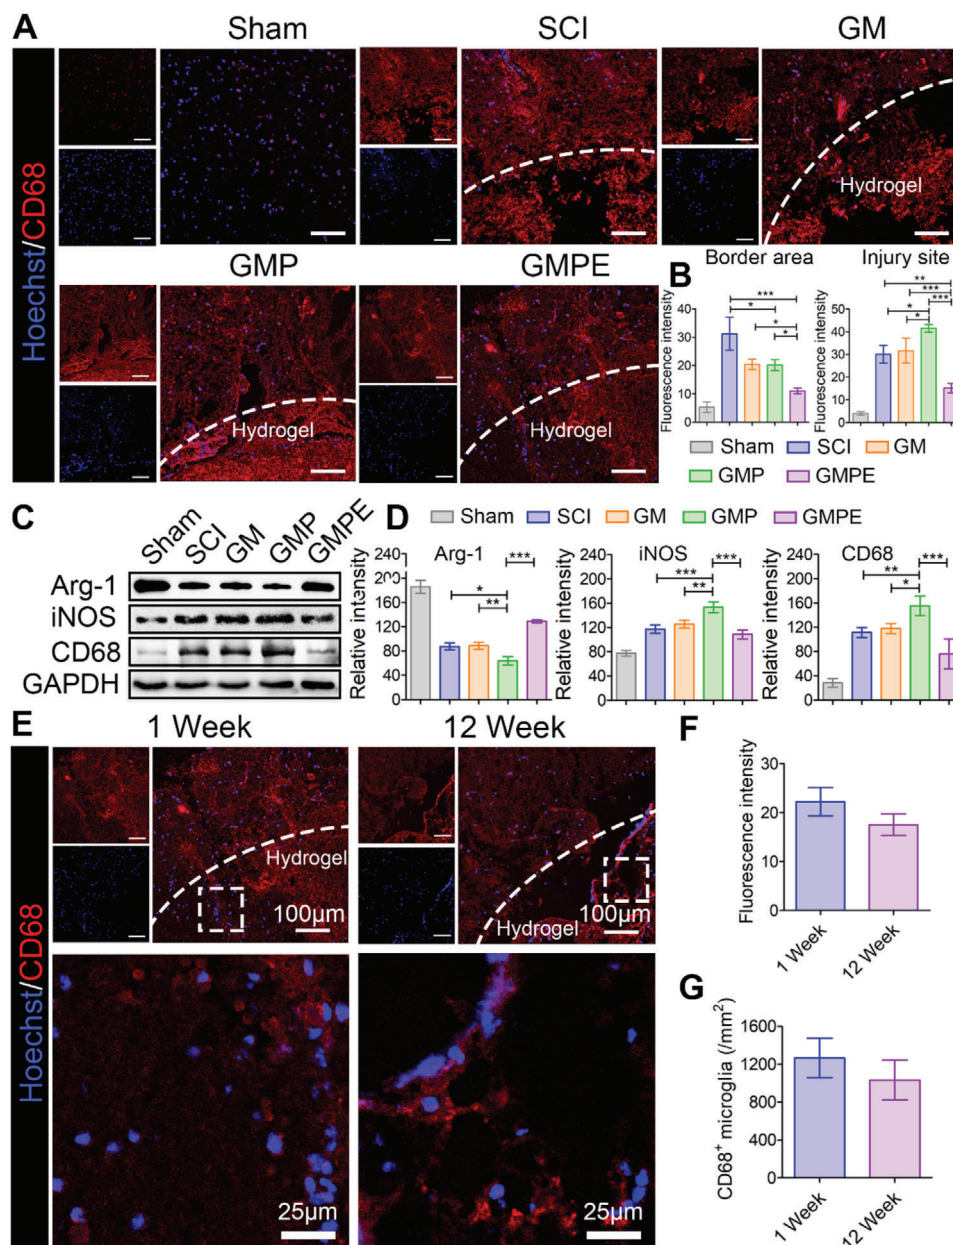 A
Sham
SCI
GM
Hoechst/CD68
Hydrogel
GMP
GMPE
Hydrogel
Hydrogel
B
Border area
Injury site
Fluorescence intensity
40
30
20
10
0
***
*
*
*
Fluorescence intensity
50
40
30
20
10
0
**
***
***
*
*
Sham
SCI
GM
GMP
GMPE
C
Sham
SCI
GM
GMP
GMPE
Arg-1
iNOS
CD68
GAPDH
D
Sham
SCI
GM
GMP
GMPE
Arg-1
Relative intensity
240
160
120
80
40
0
***
*
**
iNOS
Relative intensity
240
200
160
120
80
40
0
***
***
**
CD68
Relative intensity
240
200
160
120
80
40
0
***
**
*
E
1 Week
12 Week
Hoechst/CD68
Hydrogel
100μm
Hydrogel
100μm
25μm
25μm
F
Fluorescence intensity
30
20
10
0
1 Week
12 Week
G
CD68+ microglia (/mm²)
1600
1200
800
400
0
1 Week
12 Week